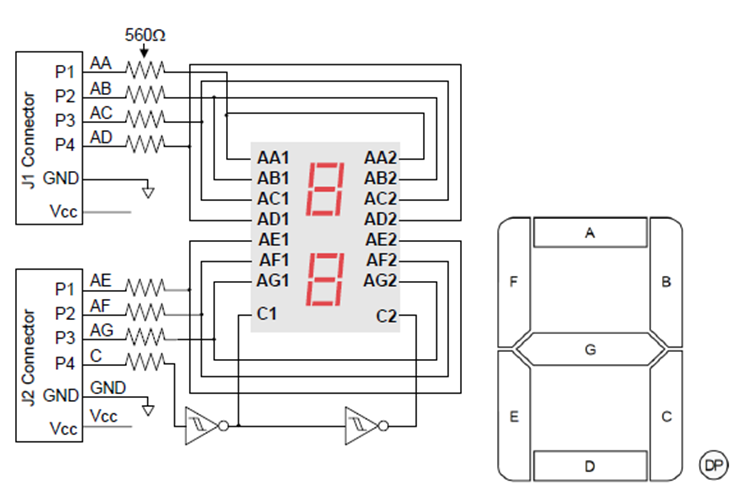 560Ω
J1 Connector
P1 AA
P2 AB
P3 AC
P4 AD
GND
Vcc
AA1 AA2
AB1 AB2
AC1 AC2
AD1 AD2
AE1 AE2
AF1 AF2
AG1 AG2
C1 C2
J2 Connector
P1 AE
P2 AF
P3 AG
P4 C
GND GND
Vcc Vcc
A
F B
G
E C
D
DP